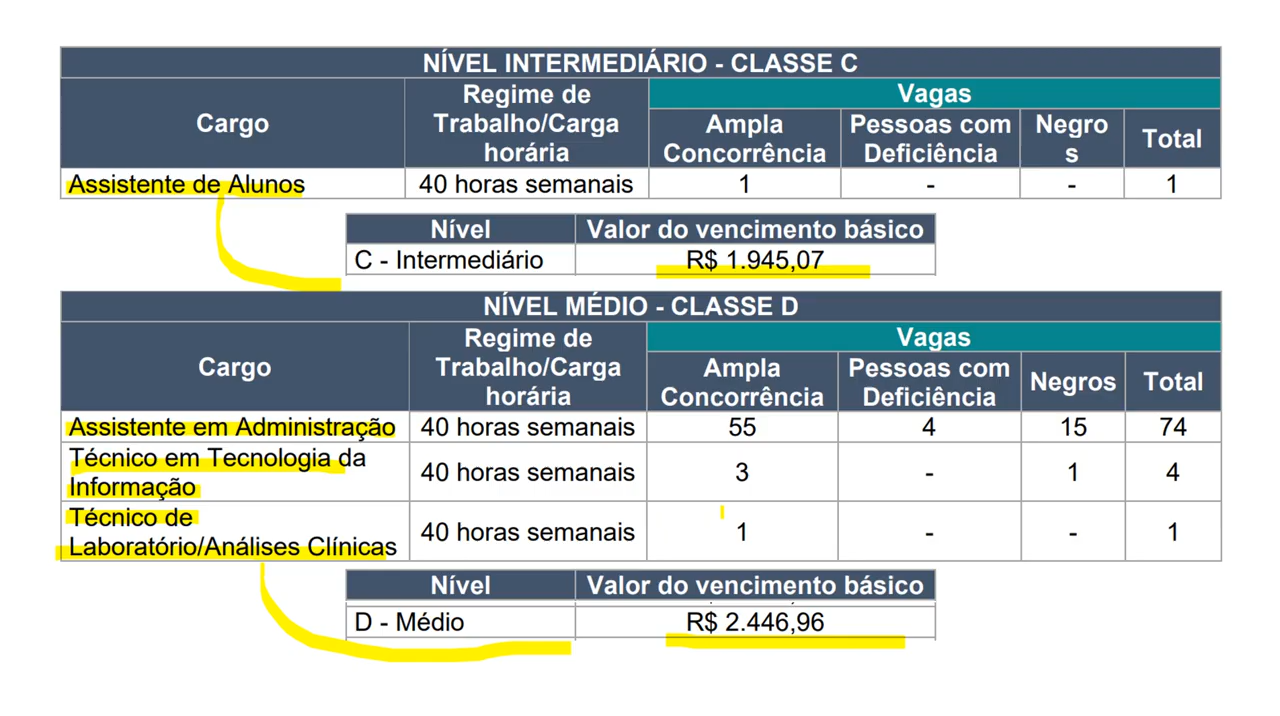 NÍVEL INTERMEDIÁRIO - CLASSE C
Cargo
Regime de
Trabalho/Carga
horária
Vagas
Ampla
Concorrência
Pessoas com
Deficiência
Negro
s
Total
Assistente de Alunos 40 horas semanais 1 - - 1
Nível Valor do vencimento básico
C - Intermediário R$ 1.945,07
NÍVEL MÉDIO - CLASSE D
Cargo
Regime de
Trabalho/Carga
horária
Vagas
Ampla
Concorrência
Pessoas com
Deficiência
Negros
Total
Assistente em Administração 40 horas semanais 55 4 15 74
Técnico em Tecnologia da
Informação
40 horas semanais 3 - 1 4
Técnico de
Laboratório/Análises Clínicas
40 horas semanais 1 - - 1
Nível Valor do vencimento básico
D - Médio R$ 2.446,96